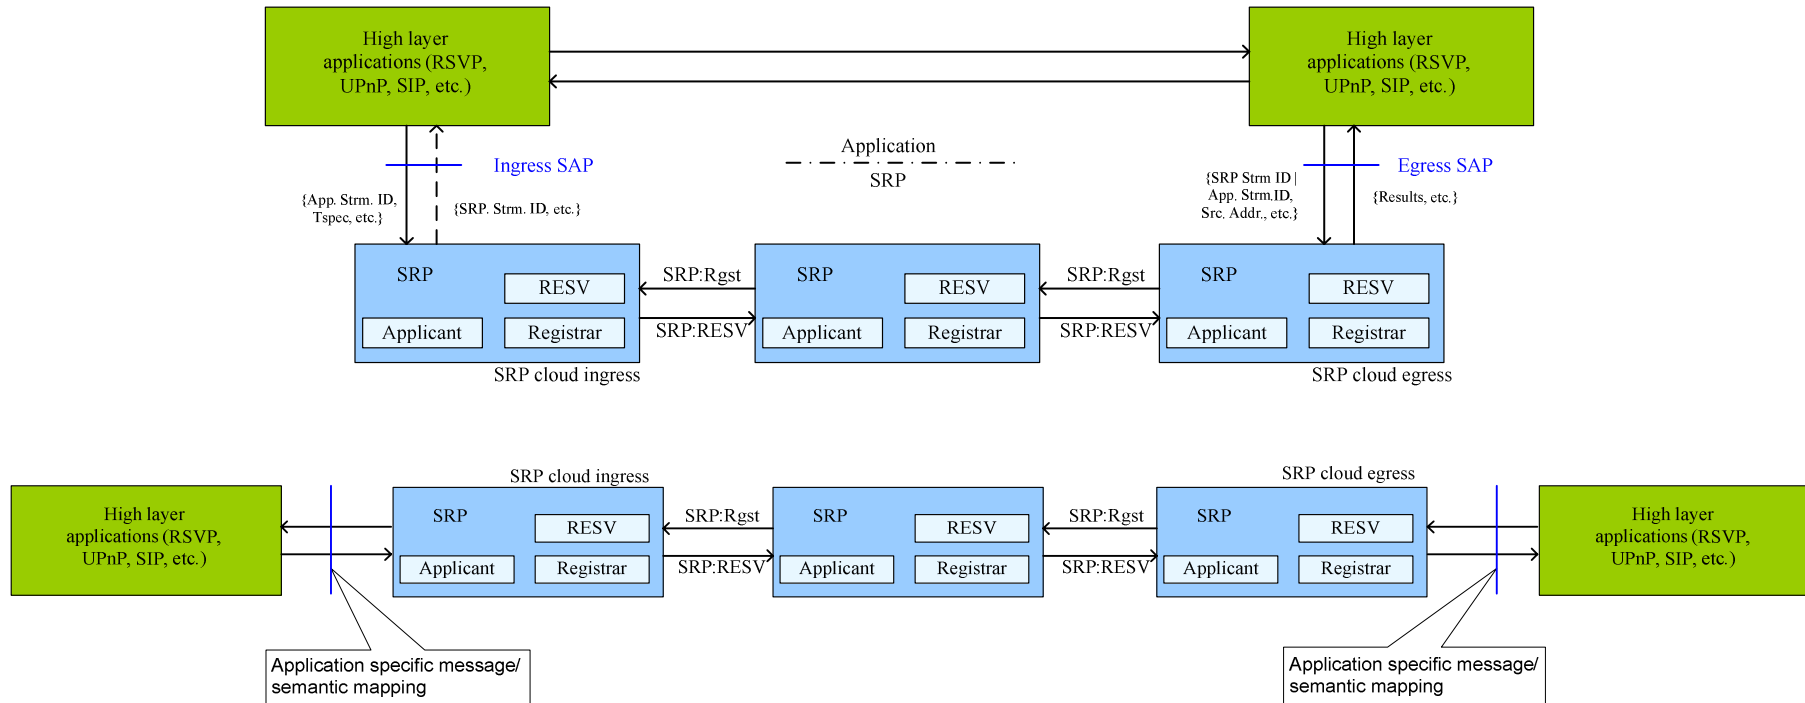 High layer
applications (RSVP,
UPnP, SIP, etc.)
High layer
applications (RSVP,
UPnP, SIP, etc.)
Application
SRP
Ingress SAP
Egress SAP
{App. Strm. ID,
Tspec, etc.}
{SRP. Strm. ID, etc.}
{SRP Strm ID |
App. Strm.ID,
Src. Addr., etc.}
{Results, etc.}
SRP
RESV
Applicant
Registrar
SRP:Rgst
SRP:RESV
SRP
RESV
Applicant
Registrar
SRP:Rgst
SRP:RESV
SRP
RESV
Applicant
Registrar
SRP cloud ingress
SRP cloud egress
SRP cloud ingress
SRP cloud egress
High layer
applications (RSVP,
UPnP, SIP, etc.)
SRP
RESV
Applicant
Registrar
SRP:Rgst
SRP:RESV
SRP
RESV
Applicant
Registrar
SRP:Rgst
SRP:RESV
SRP
RESV
Applicant
Registrar
High layer
applications (RSVP,
UPnP, SIP, etc.)
Application specific message/
semantic mapping
Application specific message/
semantic mapping